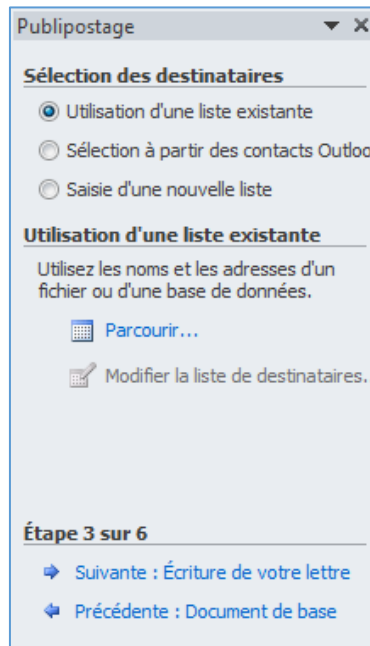 Publipostage
Sélection des destinataires
Utilisation d'une liste existante
Sélection à partir des contacts Outloo
Saisie d'une nouvelle liste
Utilisation d'une liste existante
Utilisez les noms et les adresses d'un
fichier ou d'une base de données.
Parcourir...
Modifier la liste de destinataires.
Étape 3 sur 6
Suivante : Écriture de votre lettre
Précédente : Document de base